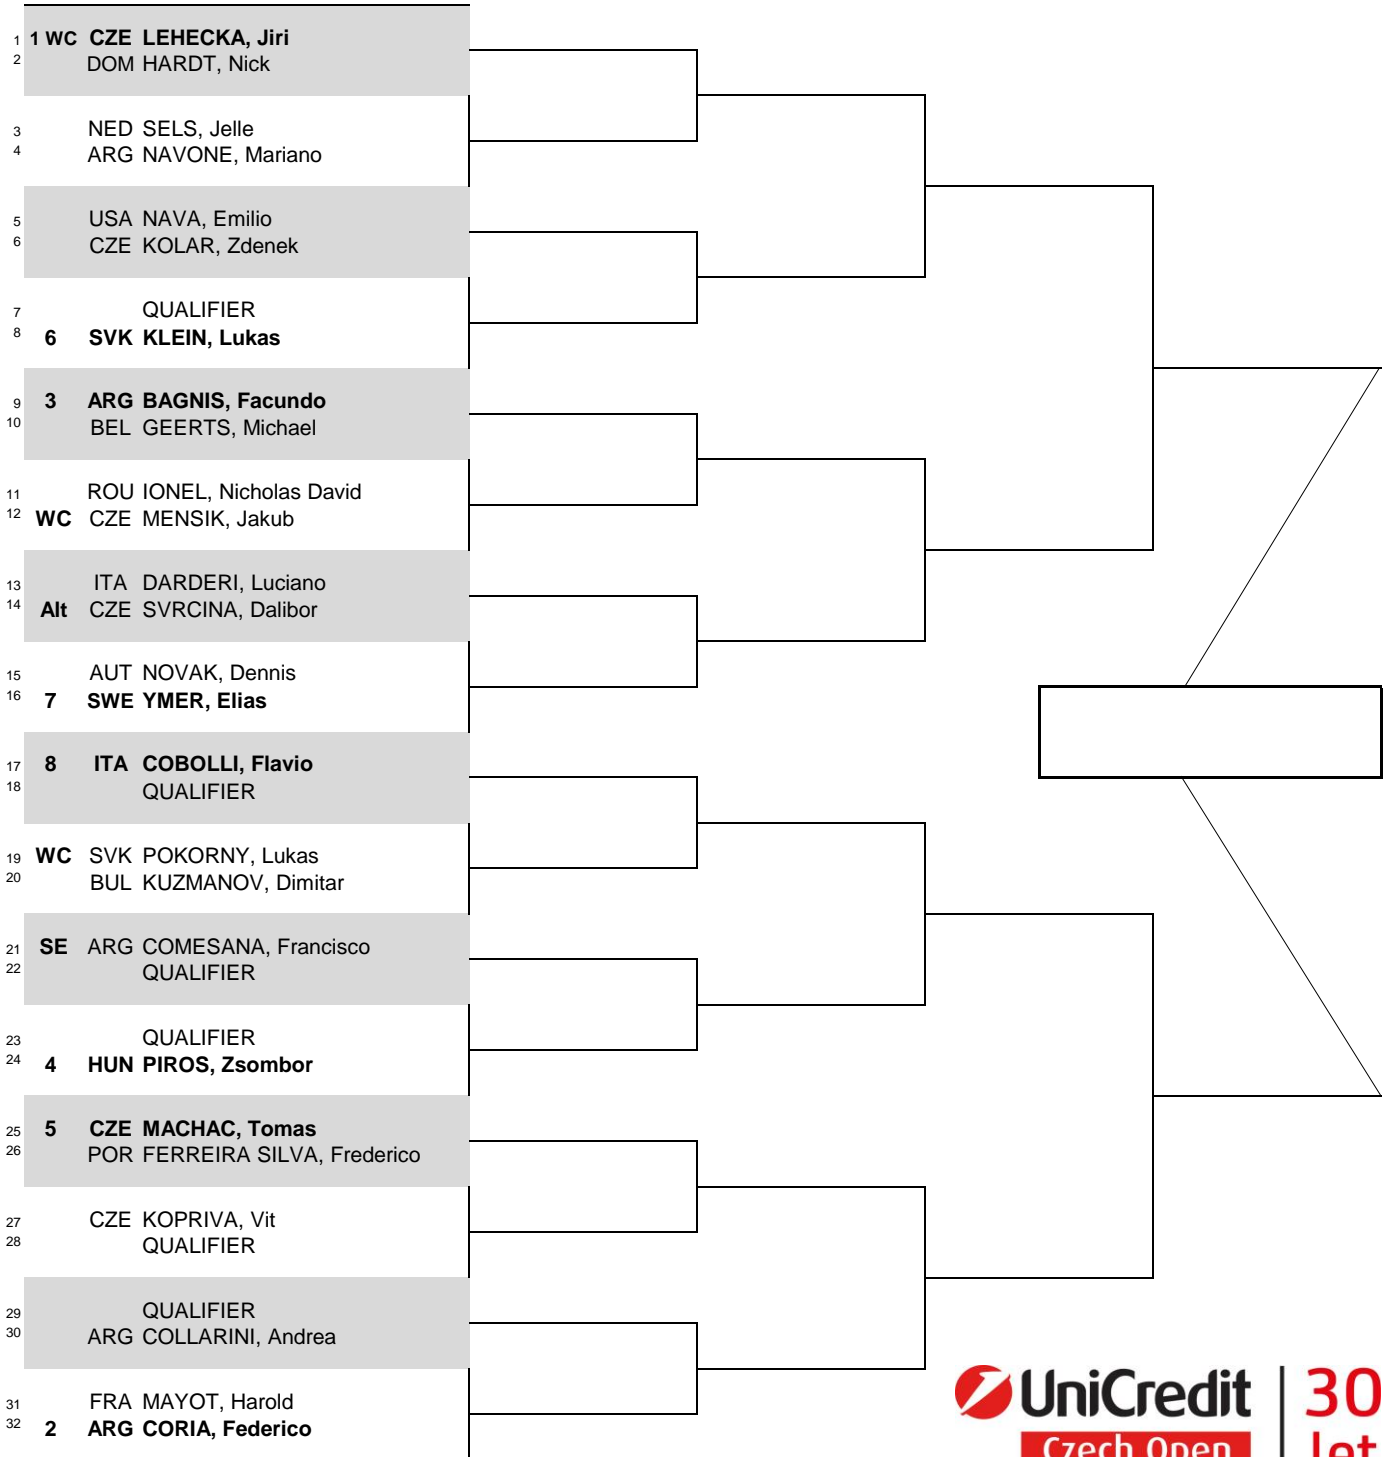 1 1 WC CZE LEHECKA, Jiri
2 DOM HARDT, Nick
3 NED SELS, Jelle
4 ARG NAVONE, Mariano
5 USA NAVA, Emilio
6 CZE KOLAR, Zdenek
7 QUALIFIER
8 6 SVK KLEIN, Lukas
9 3 ARG BAGNIS, Facundo
10 BEL GEERTS, Michael
11 ROU IONEL, Nicholas David
12 WC CZE MENSIK, Jakub
13 ITA DARDERI, Luciano
14 Alt CZE SVRCINA, Dalibor
15 AUT NOVAK, Dennis
16 7 SWE YMER, Elias
17 8 ITA COBOLLI, Flavio
18 QUALIFIER
19 WC SVK POKORNY, Lukas
20 BUL KUZMANOV, Dimitar
21 SE ARG COMESANA, Francisco
22 QUALIFIER
23 QUALIFIER
24 4 HUN PIROS, Zsombor
25 5 CZE MACHAC, Tomas
26 POR FERREIRA SILVA, Frederico
27 CZE KOPRIVA, Vit
28 QUALIFIER
29 QUALIFIER
30 ARG COLLARINI, Andrea
31 FRA MAYOT, Harold
32 2 ARG CORIA, Federico
UniCredit
Czech Open
30
let